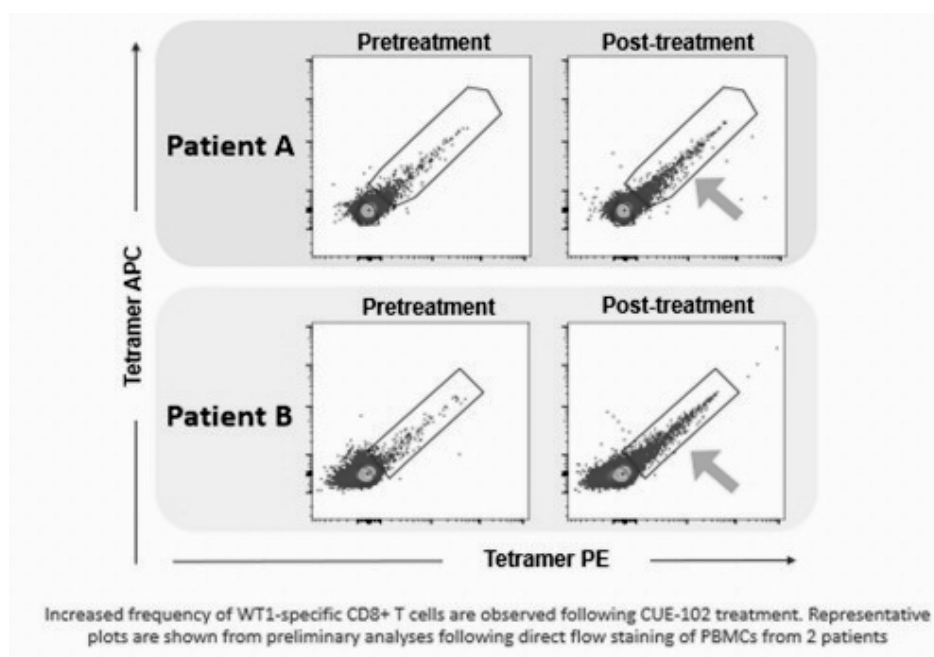 Pretreatment
Post-treatment
Patient A
Tetramer APC
Pretreatment
Post-treatment
Patient B
Tetramer PE
Increased frequency of WT1-specific CD8+ T cells are observed following CUE-102 treatment. Representative
plots are shown from preliminary analyses following direct flow staining of PBMCs from 2 patients